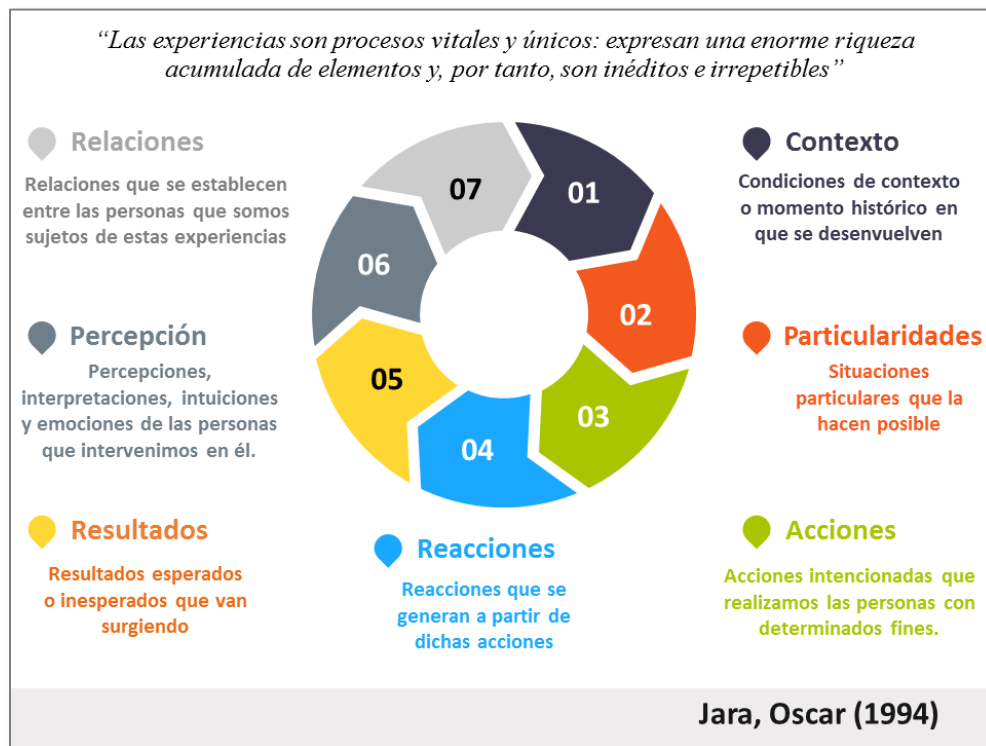 “Las experiencias son procesos vitales y únicos: expresan una enorme riqueza
acumulada de elementos y, por tanto, son inéditos e irrepetibles”
Relaciones
Relaciones que se establecen
entre las personas que somos
sujetos de estas experiencias
Percepción
Percepciones,
interpretaciones, intuiciones
y emociones de las personas
que intervenimos en él.
Resultados
Resultados esperados
o inesperados que van
surgiendo
07
01
06
02
05
03
04
Reacciones
Reacciones que se
generan a partir de
dichas acciones
Contexto
Condiciones de contexto
o momento histórico en
que se desenvuelven
Particularidades
Situaciones
particulares que la
hacen posible
Acciones
Acciones intencionadas que
realizamos las personas con
determinados fines.
Jara, Oscar (1994)